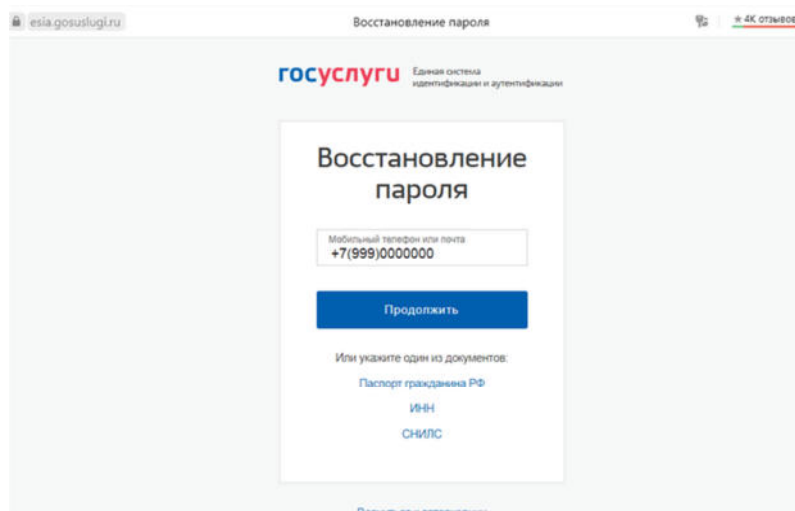 esia.gosuslugi.ru Восстановление пароля ★ 4K отзывов
госуслуги Единая система
идентификации и аутентификации
Восстановление
пароля
Мобильный телефон или почта
+7(999)0000000
Продолжить
Или укажите один из документов:
Паспорт гражданина РФ
ИНН
СНИЛС